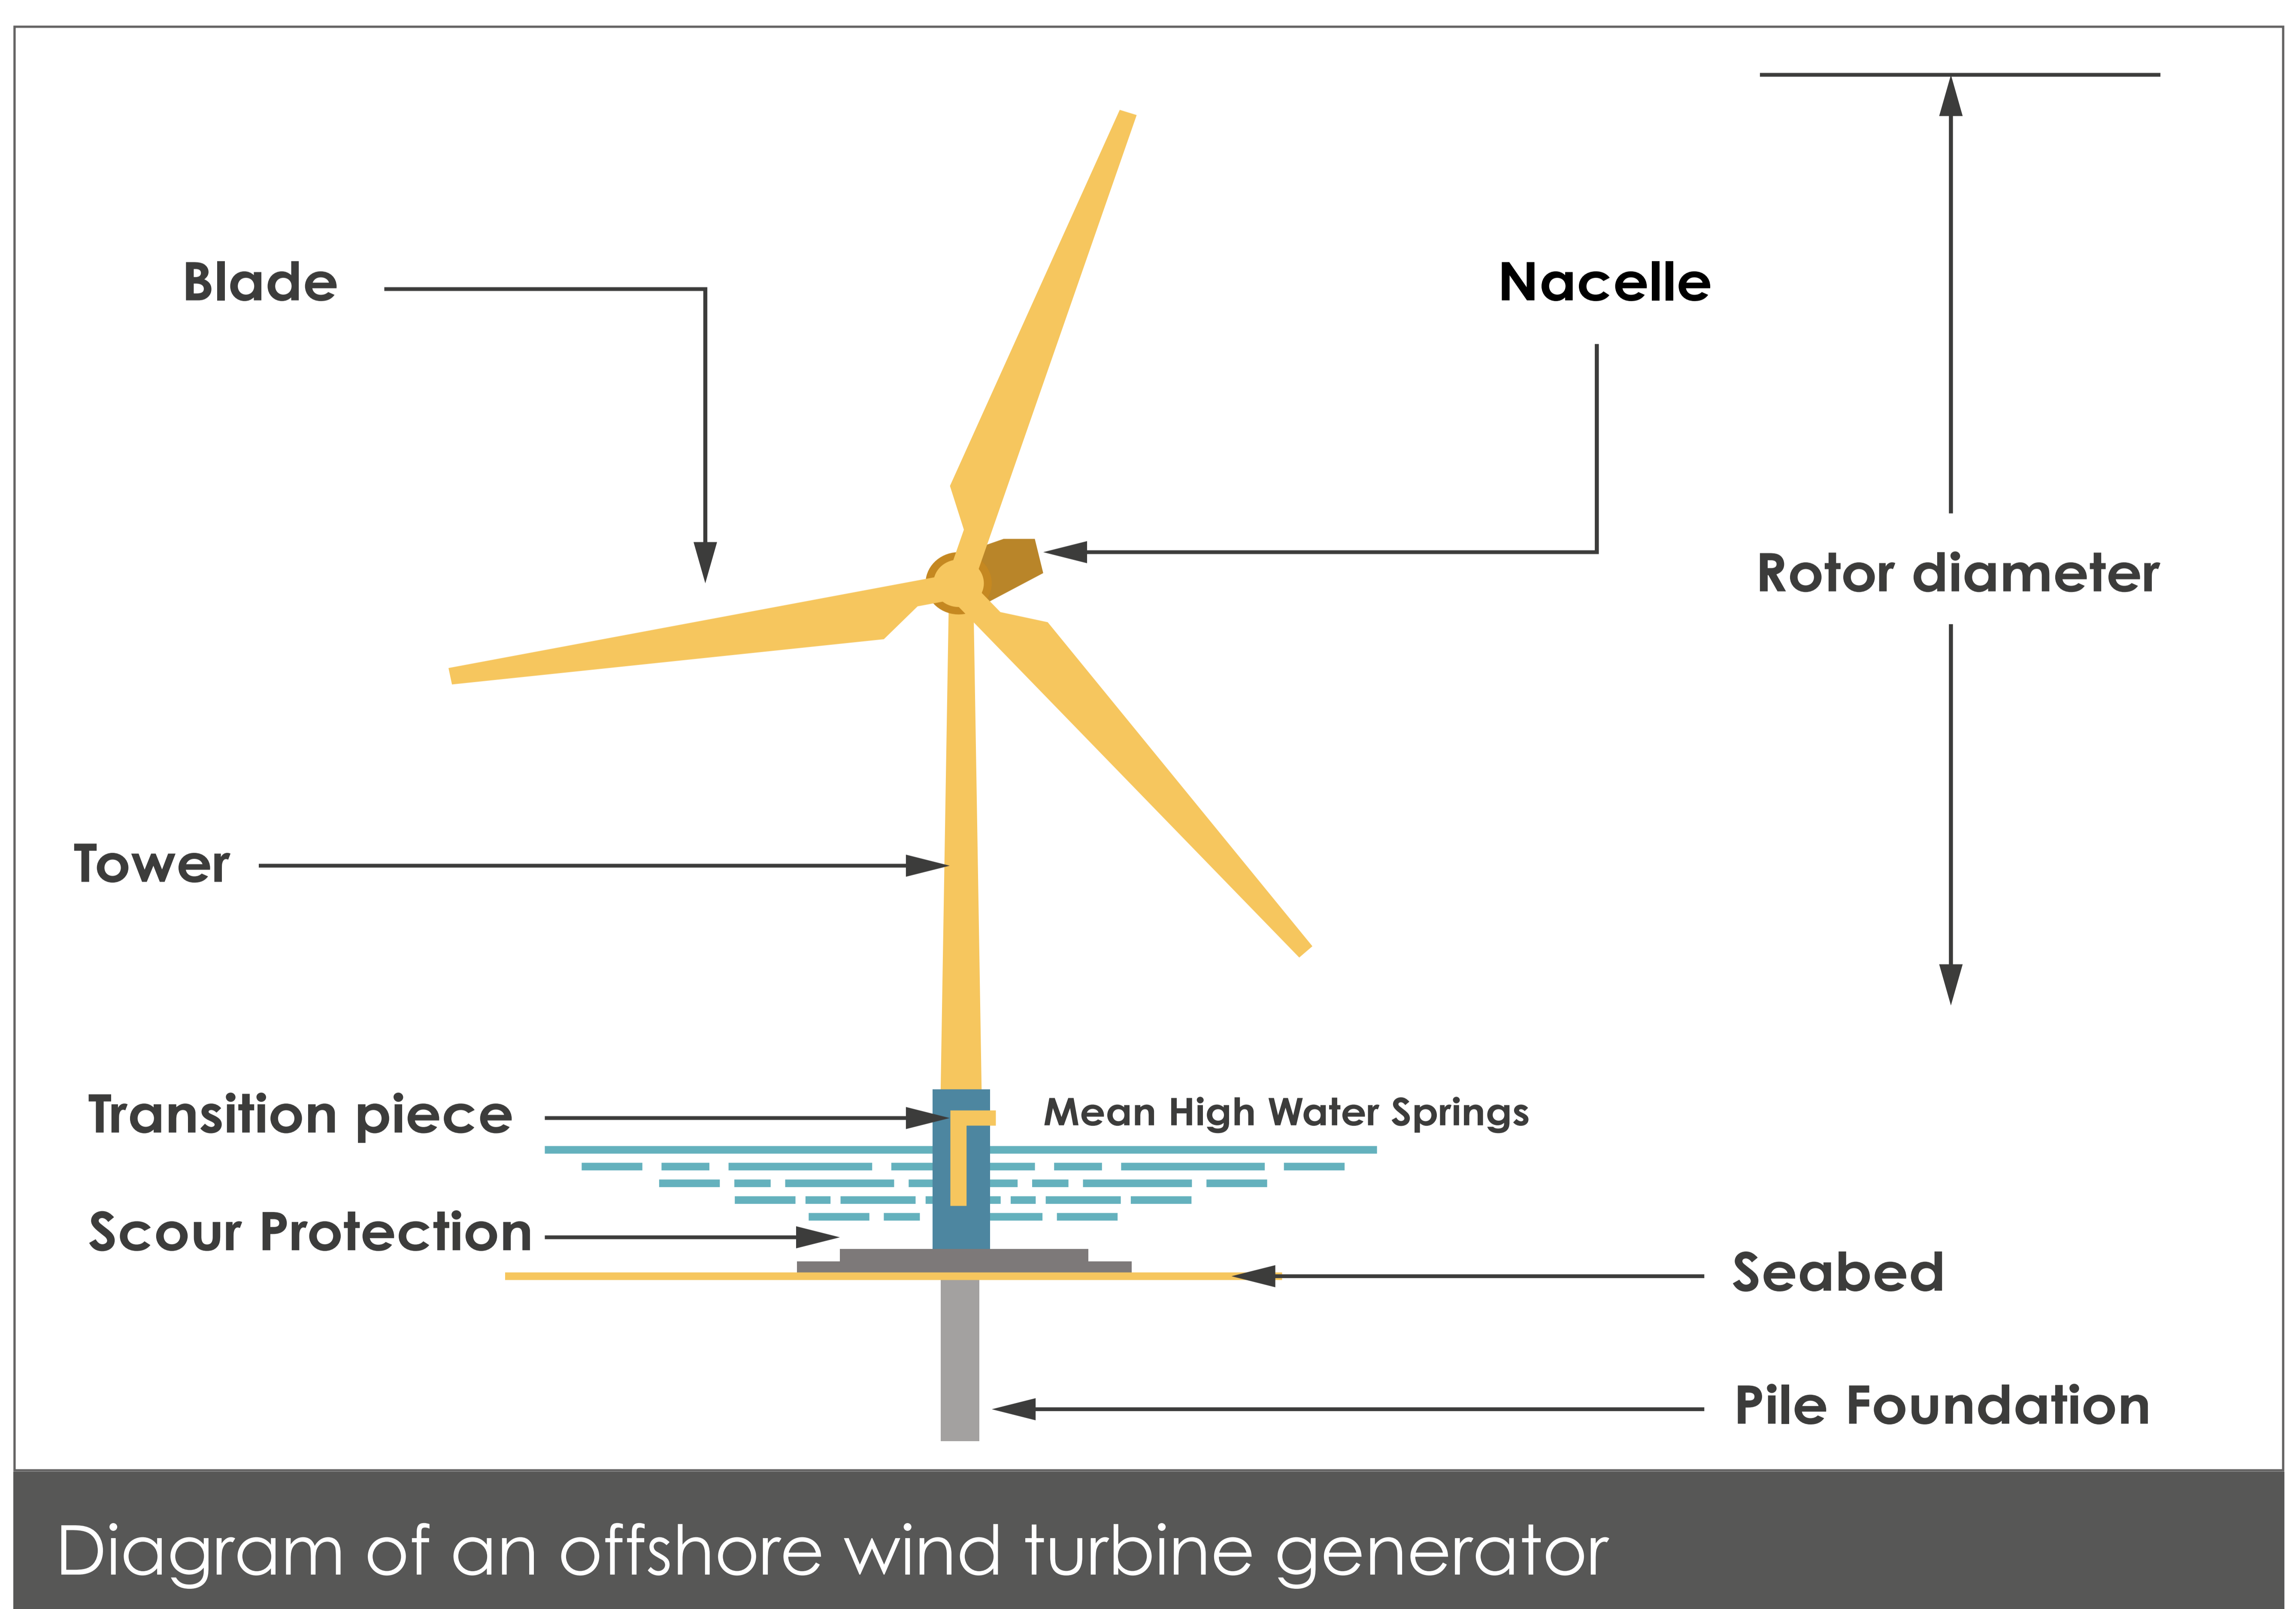 Blade
Nacelle
Rotor diameter
Tower
Transition piece
Mean High Water Springs
Scour Protection
Seabed
Pile Foundation
Diagram of an offshore wind turbine generator